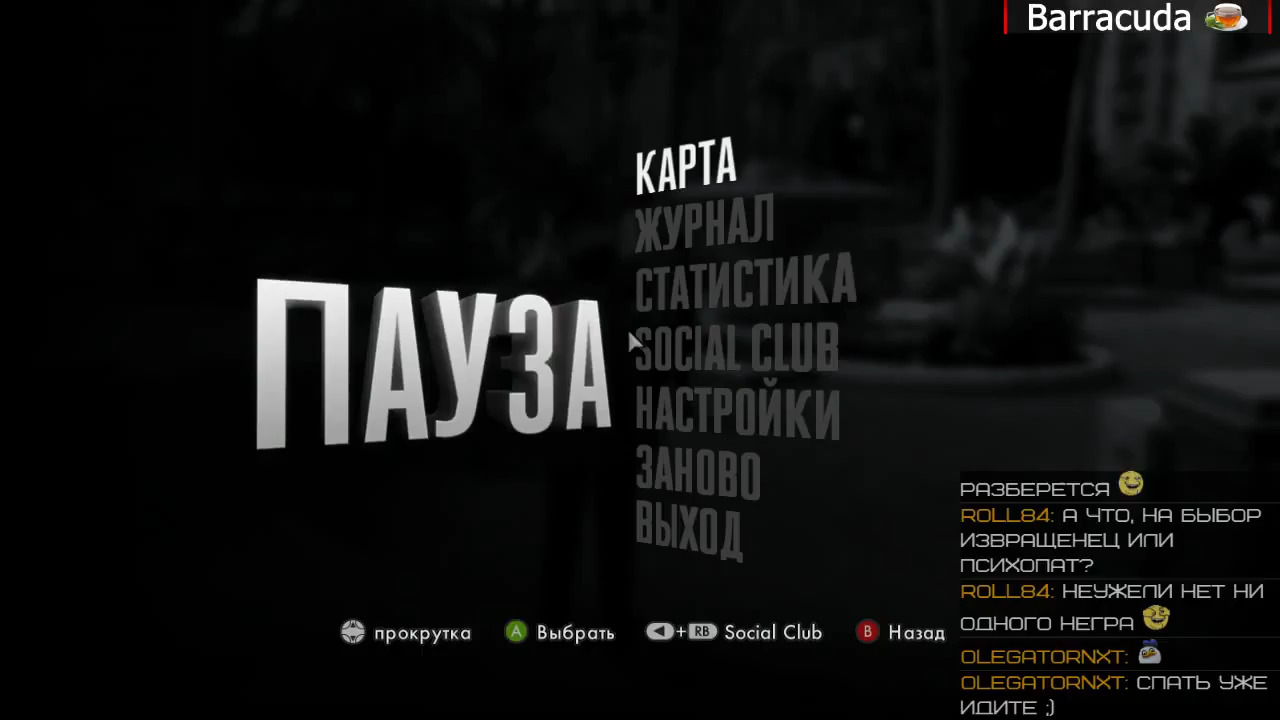 Barracuda
КАРТА
ЖУРНАЛ
СТАТИСТИКА
ПАУЗА
SOCIAL CLUB
НАСТРОЙКИ
ЗАНОВО
ВЫХОД
прокрутка A Выбрать +RB Social Club B Назад
РАЗБЕРЕТСЯ
ROLL84: А ЧТО, НА ВЫБОР
ИЗВРАЩЕНЕЦ ИЛИ
ПСИХОПАТ?
ROLL84: НЕУЖЕЛИ НЕТ НИ
ОДНОГО НЕГРА
OLEGATORNXT:
OLEGATORNXT: СПАТЬ УЖЕ
ИДИТЕ ;)